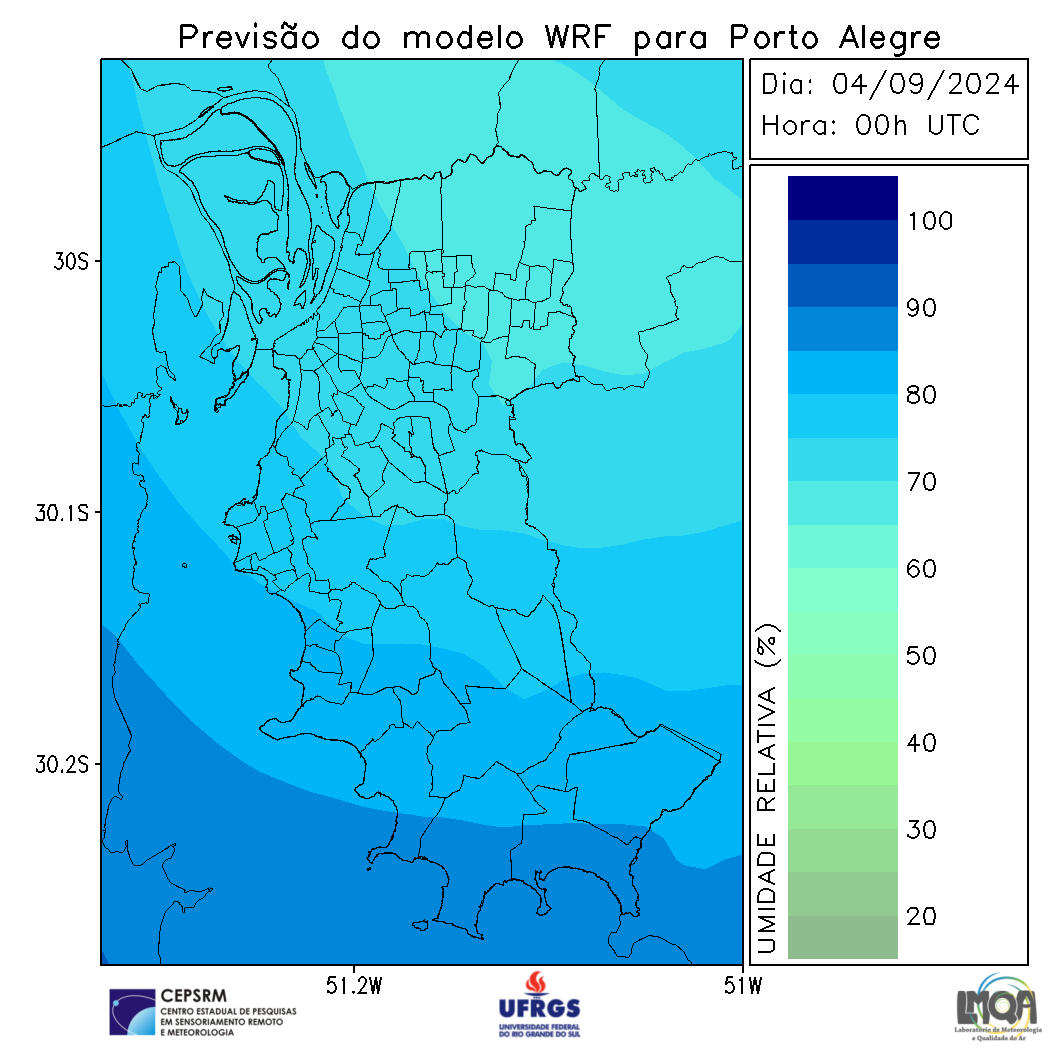 Previsão do modelo WRF para Porto Alegre
Dia: 04/09/2024
Hora: 00h UTC
30S
30.1S
30.2S
51.2W
51W
UMIDADE RELATIVA (%)
100
90
80
70
60
50
40
30
20
CEPSRM
CENTRO ESTADUAL DE PESQUISAS
EM SENSORIAMENTO REMOTO
E METEOROLOGIA
UFRGS
UNIVERSIDADE FEDERAL
DO RIO GRANDE DO SUL
LMQA
Laboratório de Meteorologia
e Qualidade do Ar